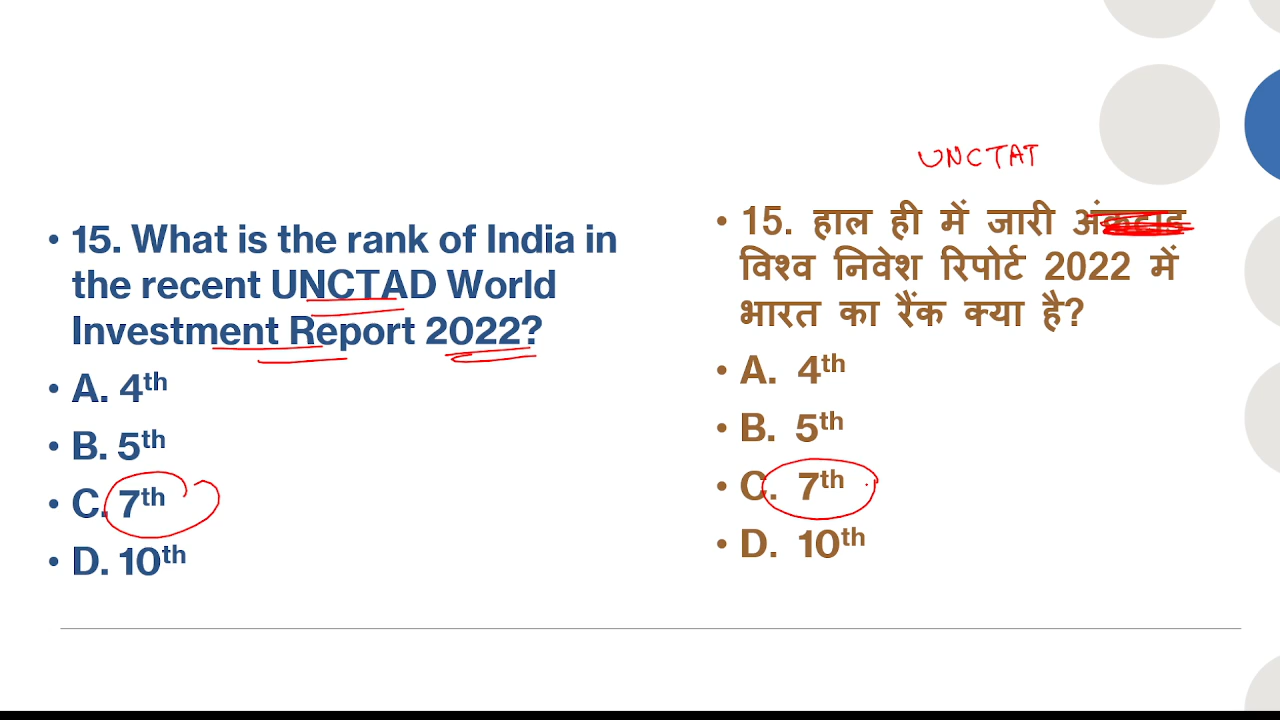 • 15. What is the rank of India in
the recent UNCTAD World
Investment Report 2022?
• A. 4th
• B. 5th
• C. 7th
• D. 10th
UNCTAT
• 15. हाल ही में जारी अंकटाड
विश्व निवेश रिपोर्ट 2022 में
भारत का रैंक क्या है?
• A. 4th
• B. 5th
• C. 7th
• D. 10th